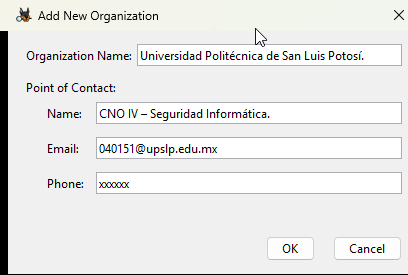 Add New Organization
Organization Name: Universidad Politécnica de San Luis Potosí.
Point of Contact:
Name: CNO IV – Seguridad Informática.
Email: 040151@upslp.edu.mx
Phone: xxxxxx
OK Cancel